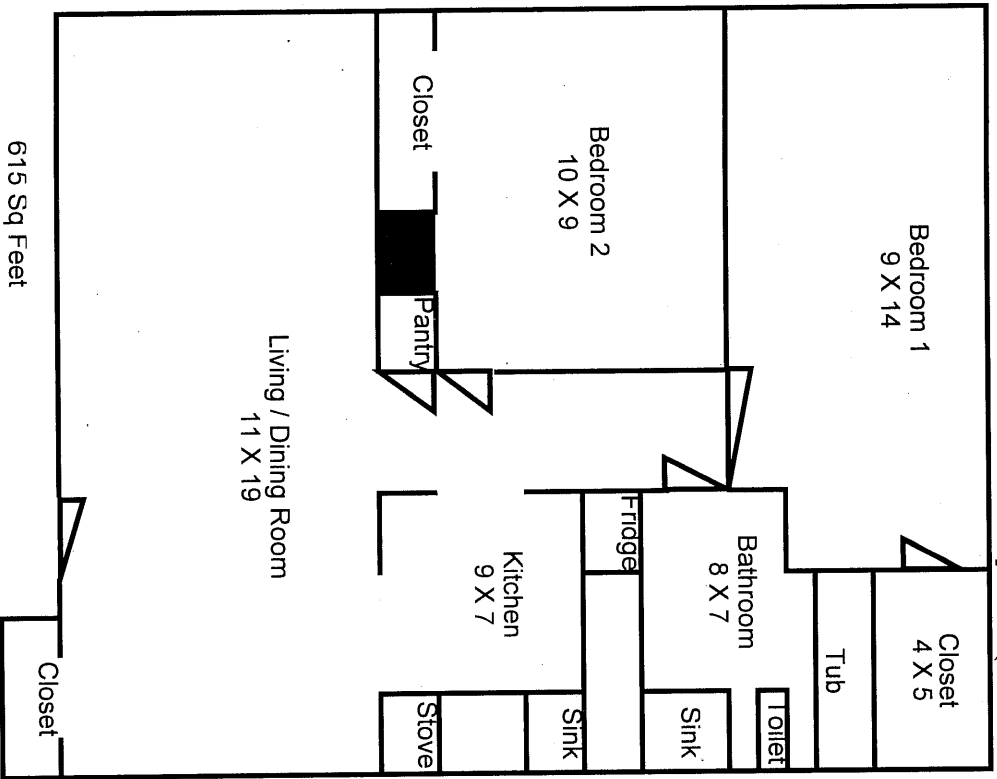 Bedroom 1
9 X 14
Closet
4 X 5
Tub
Bathroom
8 X 7
Toilet
Sink
Bedroom 2
10 X 9
Fridge
Kitchen
9 X 7
Sink
Stove
Closet
Pantry
Living / Dining Room
11 X 19
Closet
615 Sq Feet